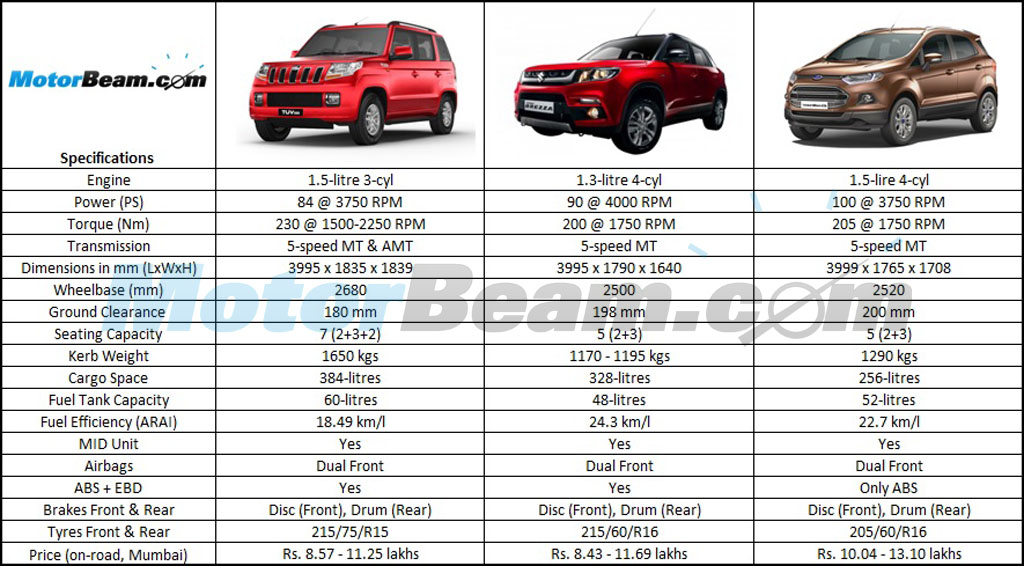 MotorBeam.com
TUV300
BREZZA
Specifications
Engine 1.5-litre 3-cyl 1.3-litre 4-cyl 1.5-lire 4-cyl
Power (PS) 84 @ 3750 RPM 90 @ 4000 RPM 100 @ 3750 RPM
Torque (Nm) 230 @ 1500-2250 RPM 200 @ 1750 RPM 205 @ 1750 RPM
Transmission 5-speed MT & AMT 5-speed MT 5-speed MT
Dimensions in mm (LxWxH) 3995 x 1835 x 1839 3995 x 1790 x 1640 3999 x 1765 x 1708
Wheelbase (mm) 2680 2500 2520
MotorBeam.com
Ground Clearance 180 mm 198 mm 200 mm
Seating Capacity 7 (2+3+2) 5 (2+3) 5 (2+3)
Kerb Weight 1650 kgs 1170 - 1195 kgs 1290 kgs
Cargo Space 384-litres 328-litres 256-litres
Fuel Tank Capacity 60-litres 48-litres 52-litres
Fuel Efficiency (ARAI) 18.49 km/l 24.3 km/l 22.7 km/l
MID Unit Yes Yes Yes
Airbags Dual Front Dual Front Dual Front
ABS + EBD Yes Yes Only ABS
Brakes Front & Rear Disc (Front), Drum (Rear) Disc (Front), Drum (Rear) Disc (Front), Drum (Rear)
Tyres Front & Rear 215/75/R15 215/60/R16 205/60/R16
Price (on-road, Mumbai) Rs. 8.57 - 11.25 lakhs Rs. 8.43 - 11.69 lakhs Rs. 10.04 - 13.10 lakhs